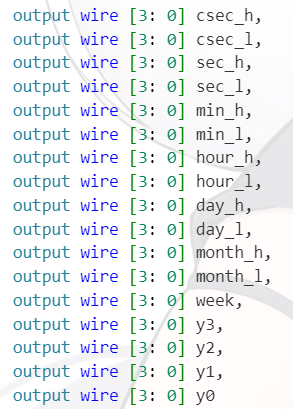 output wire [3: 0] csec_h,
output wire [3: 0] csec_l,
output wire [3: 0] sec_h,
output wire [3: 0] sec_l,
output wire [3: 0] min_h,
output wire [3: 0] min_l,
output wire [3: 0] hour_h,
output wire [3: 0] hour_l,
output wire [3: 0] day_h,
output wire [3: 0] day_l,
output wire [3: 0] month_h,
output wire [3: 0] month_l,
output wire [3: 0] week,
output wire [3: 0] y3,
output wire [3: 0] y2,
output wire [3: 0] y1,
output wire [3: 0] y0